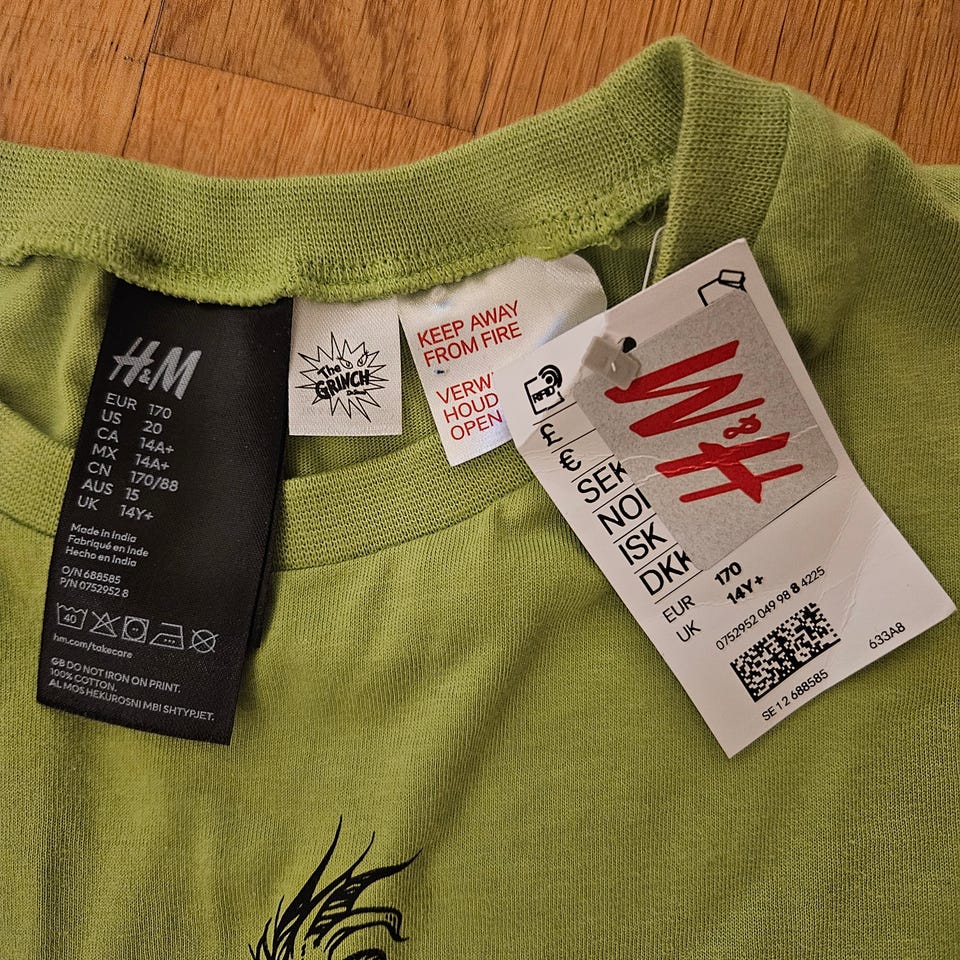 H&M
EUR 170
US 20
CA 14A+
MX 14A+
CN 170/88
AUS 15
UK 14Y+
Made in India
Fabriqué en Inde
Hecho en India
O/N 688585
P/N 0752952 8
40
hm.com/takecare
GB DO NOT IRON ON PRINT.
100% COTTON.
AL MOS HEKUROSNI MBI SHTYPJET.
The
GRINCH
KEEP AWAY
FROM FIRE
HOUD
OPEN
RFID
£
€
SEK
ISK
DKK
H&M
EUR 170
UK 14Y+
0752952 049 98 8 4225
633A8
SE 1 2 688585